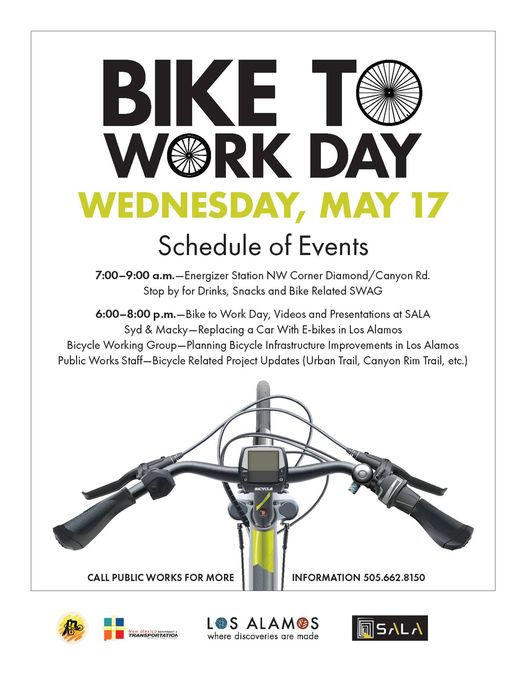 BIKE TO
WORK DAY
WEDNESDAY, MAY 17
Schedule of Events
7:00–9:00 a.m.—Energizer Station NW Corner Diamond/Canyon Rd.
Stop by for Drinks, Snacks and Bike Related SWAG
6:00–8:00 p.m.—Bike to Work Day, Videos and Presentations at SALA
Syd & Macky—Replacing a Car With E-bikes in Los Alamos
Bicycle Working Group—Planning Bicycle Infrastructure Improvements in Los Alamos
Public Works Staff—Bicycle Related Project Updates (Urban Trail, Canyon Rim Trail, etc.)
BICYCLE
CALL PUBLIC WORKS FOR MORE INFORMATION 505.662.8150
New Mexico DEPARTMENT OF
TRANSPORTATION
LOS ALAMOS
where discoveries are made
SALA